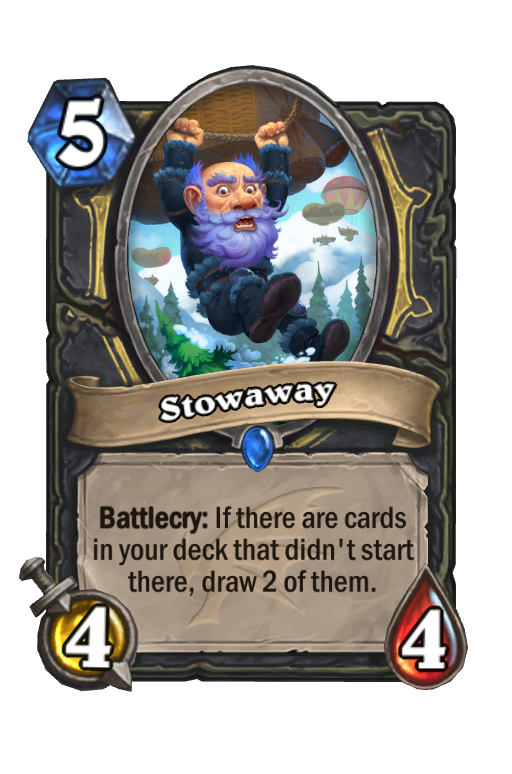 5
Stowaway
Battlecry: If there are cards
in your deck that didn't start
there, draw 2 of them.
4
4